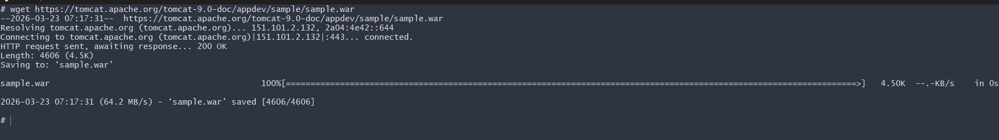 # wget https://tomcat.apache.org/tomcat-9.0-doc/appdev/sample/sample.war
--2026-03-23 07:17:31--  https://tomcat.apache.org/tomcat-9.0-doc/appdev/sample/sample.war
Resolving tomcat.apache.org (tomcat.apache.org)... 151.101.2.132, 2a04:4e42::644
Connecting to tomcat.apache.org (tomcat.apache.org)|151.101.2.132|:443... connected.
HTTP request sent, awaiting response... 200 OK
Length: 4606 (4.5K)
Saving to: ‘sample.war’
sample.war 100%[====================================================================================================================>] 4.50K --.-KB/s in 0s
2026-03-23 07:17:31 (64.2 MB/s) - ‘sample.war’ saved [4606/4606]
#